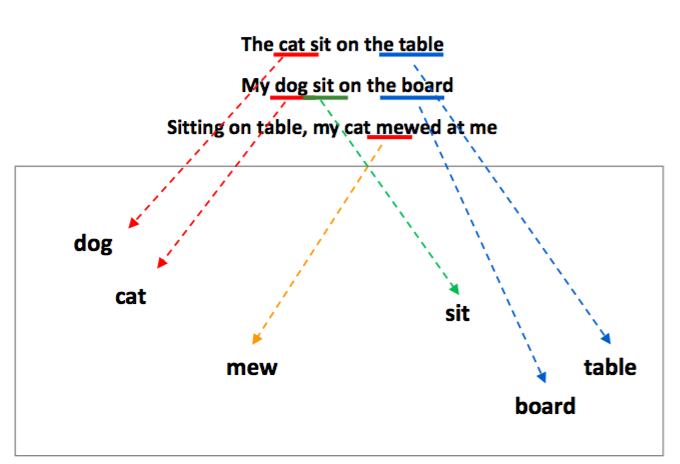 The cat sit on the table
My dog sit on the board
Sitting on table, my cat mewed at me
dog
cat
sit
mew
table
board